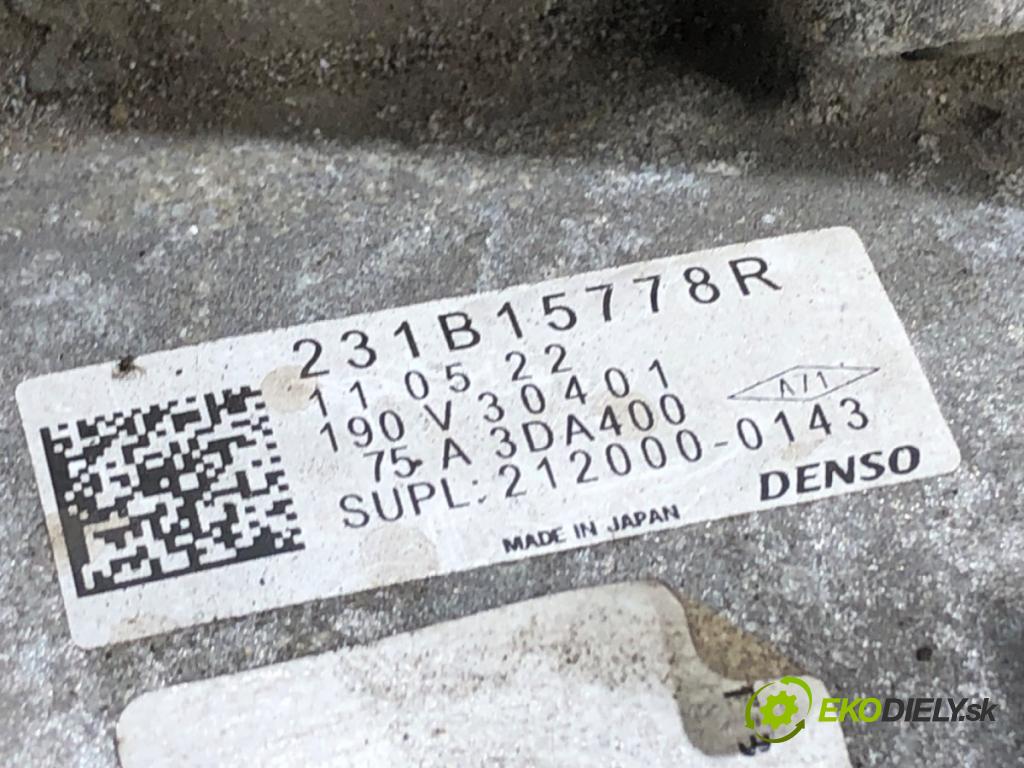 231B15778R
11 05 22
190 V 30401
75 A 3DA400
A/1
SUPL: 212000-0143
DENSO
MADE IN JAPAN
EKODIELY.sk